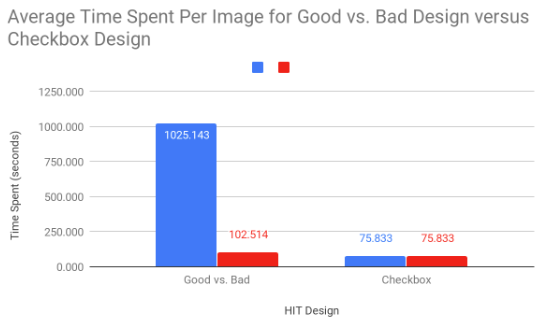 Average Time Spent Per Image for Good vs. Bad Design versus
Checkbox Design
1250.000
1000.000
750.000
500.000
250.000
0.000
Time Spent (seconds)
1025.143
102.514
75.833
75.833
Good vs. Bad
Checkbox
HIT Design